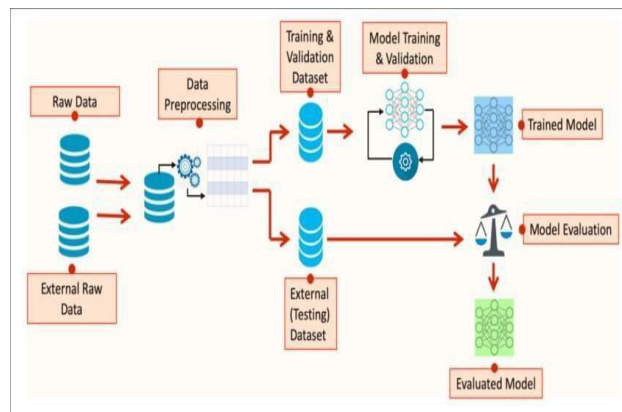 Raw Data
External Raw
Data
Data
Preprocessing
Training &
Validation
Dataset
External
(Testing)
Dataset
Model Training
& Validation
Trained Model
Model Evaluation
Evaluated Model